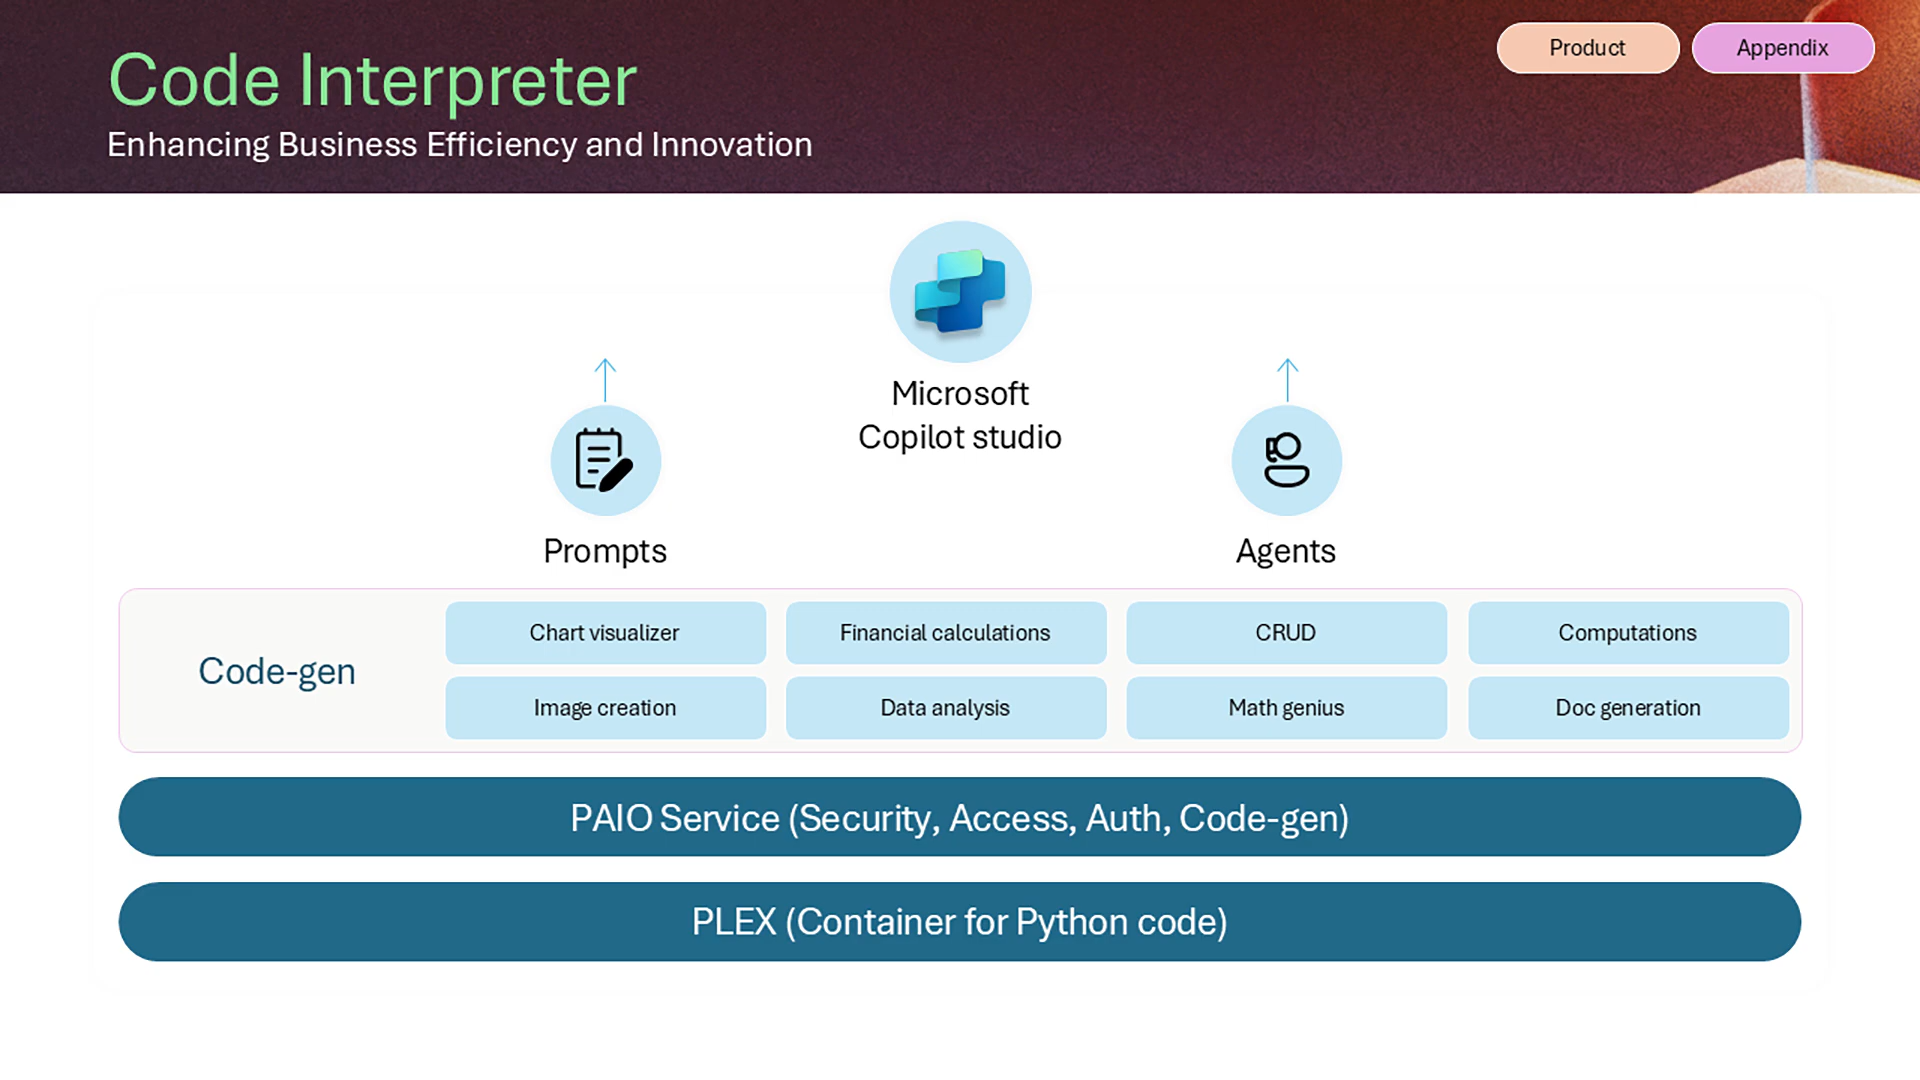 Code Interpreter
Enhancing Business Efficiency and Innovation
Product
Appendix
Microsoft
Copilot studio
Prompts
Agents
Code-gen
Chart visualizer
Financial calculations
CRUD
Computations
Image creation
Data analysis
Math genius
Doc generation
PAIO Service (Security, Access, Auth, Code-gen)
PLEX (Container for Python code)